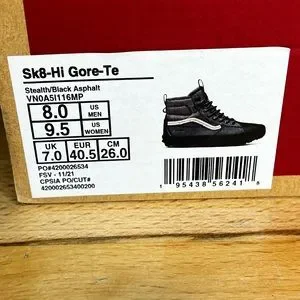 Sk8-Hi Gore-Te
Stealth/Black Asphalt
VN0A5I116MP
8.0 US MEN
9.5 US WOMEN
UK EUR CM
7.0 40.5 26.0
PO#4200026534
FSV - 11/21
CPSIA PO/CUT#
420002653400200
1 95438 56241 8